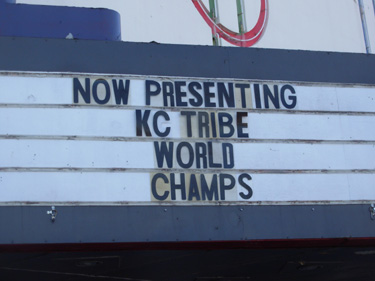 NOW PRESENTING
KC TRIBE
WORLD
CHAMPS